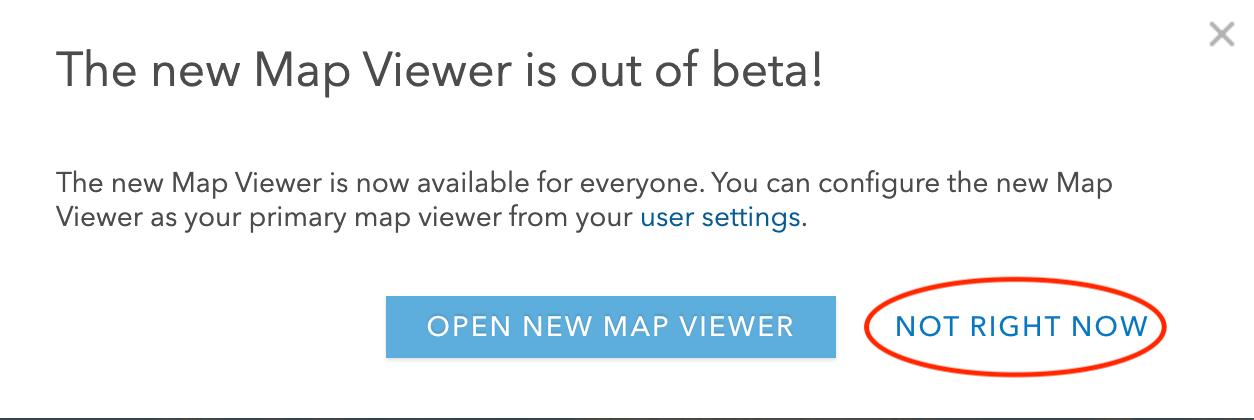 The new Map Viewer is out of beta!
The new Map Viewer is now available for everyone. You can configure the new Map
Viewer as your primary map viewer from your user settings.
OPEN NEW MAP VIEWER
NOT RIGHT NOW